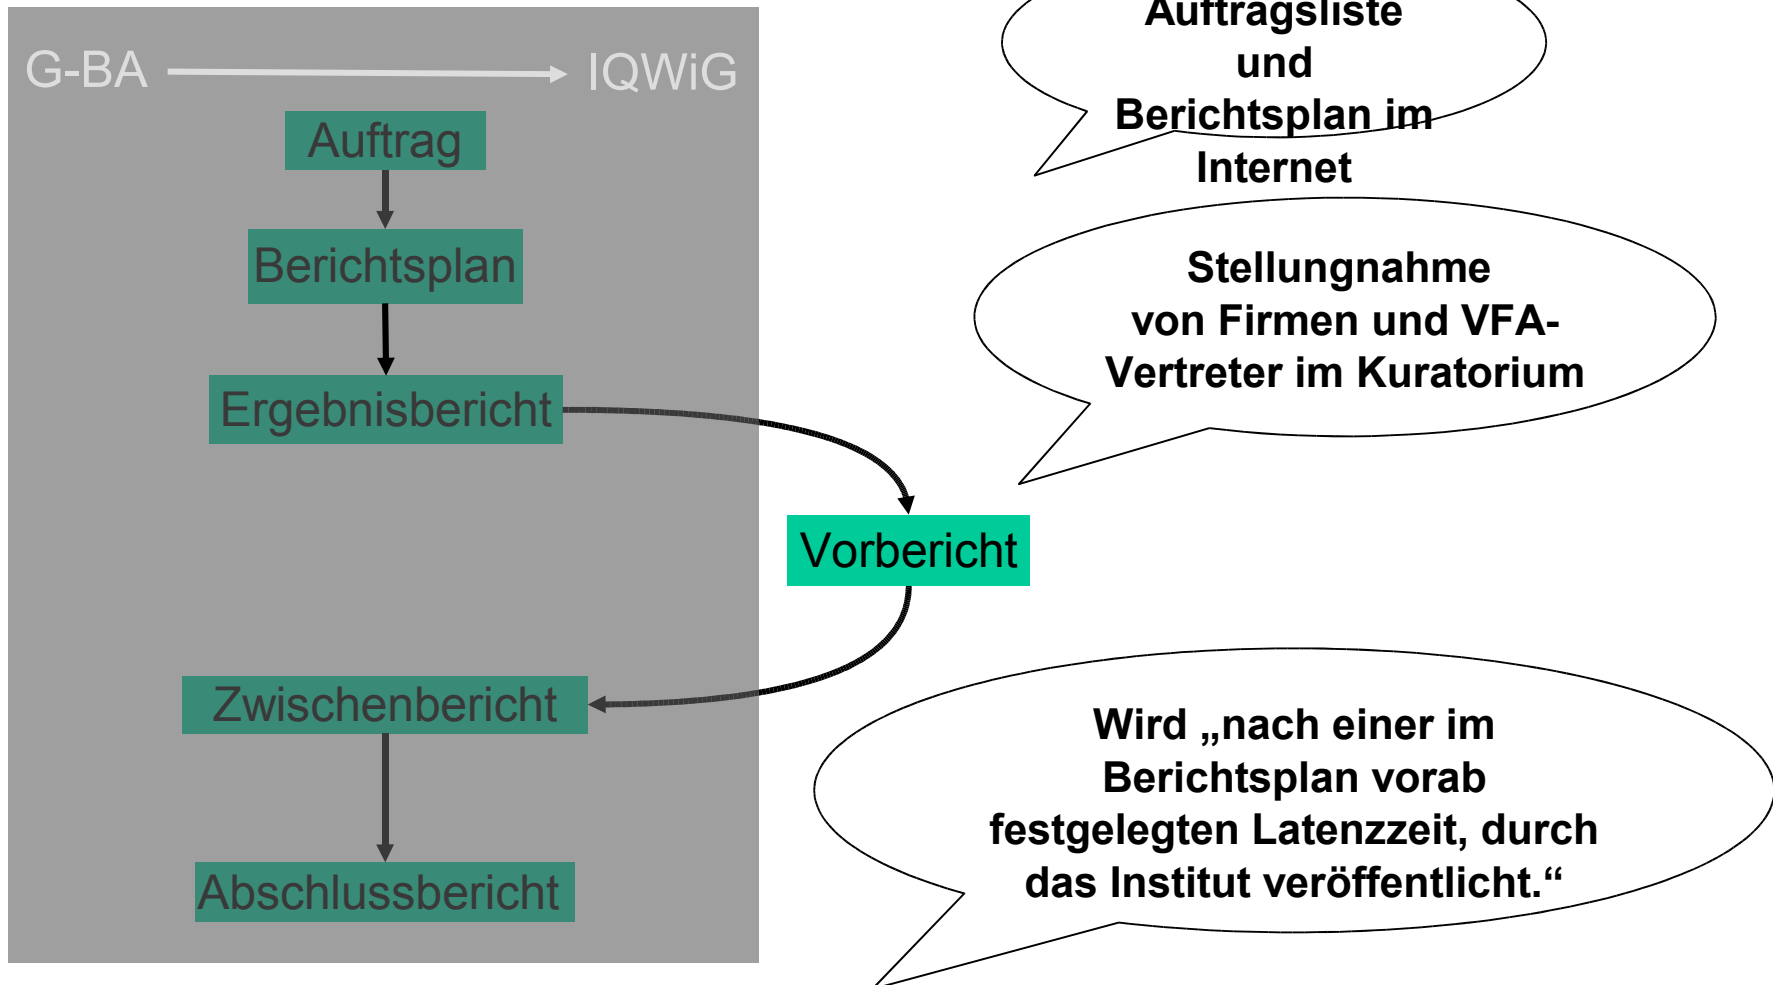 G-BA
IQWiG
Auftrag
Berichtsplan
Ergebnisbericht
Vorbericht
Zwischenbericht
Abschlussbericht
Auftragsliste
und
Berichtsplan im
Internet
Stellungnahme
von Firmen und VFA-
Vertreter im Kuratorium
Wird „nach einer im
Berichtsplan vorab
festgelegten Latenzzeit, durch
das Institut veröffentlicht.“